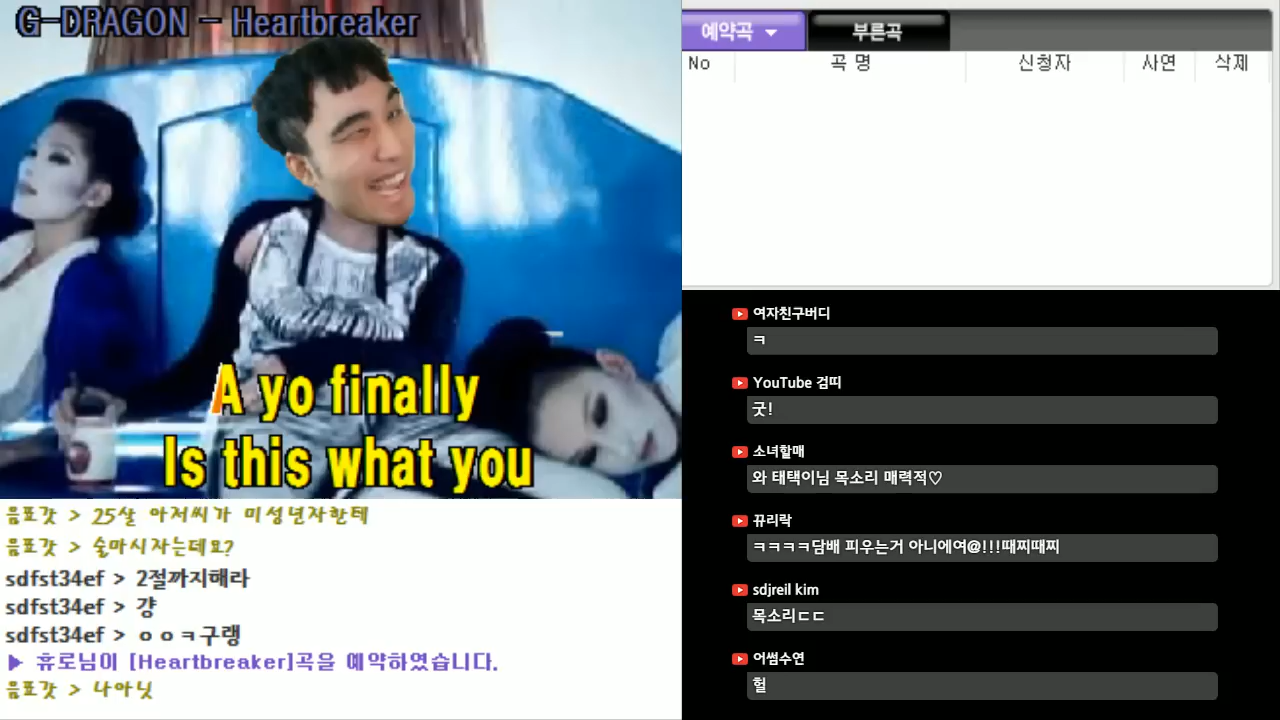 G-DRAGON - Heartbreaker
A yo finally
Is this what you
음표갓 > 25살 아저씨가 미성년자한테
음표갓 > 술마시자는데요?
sdfst34ef > 2절까지해라
sdfst34ef > 걍
sdfst34ef > ㅇㅇㅋ구랭
▶ 휴로님이 [Heartbreaker]곡을 예약하였습니다.
음표갓 > 나아닛
예약곡 ▼ 부른곡
No 곡 명 신청자 사연 삭제
여자친구버디
ㅋ
YouTube 검띠
굿!
소녀할매
와 태택이님 목소리 매력적♡
뀨리락
ㅋㅋㅋㅋ담배 피우는거 아니에여@!!!때찌때찌
sdjreil kim
목소리ㄷㄷ
어썸수연
헐